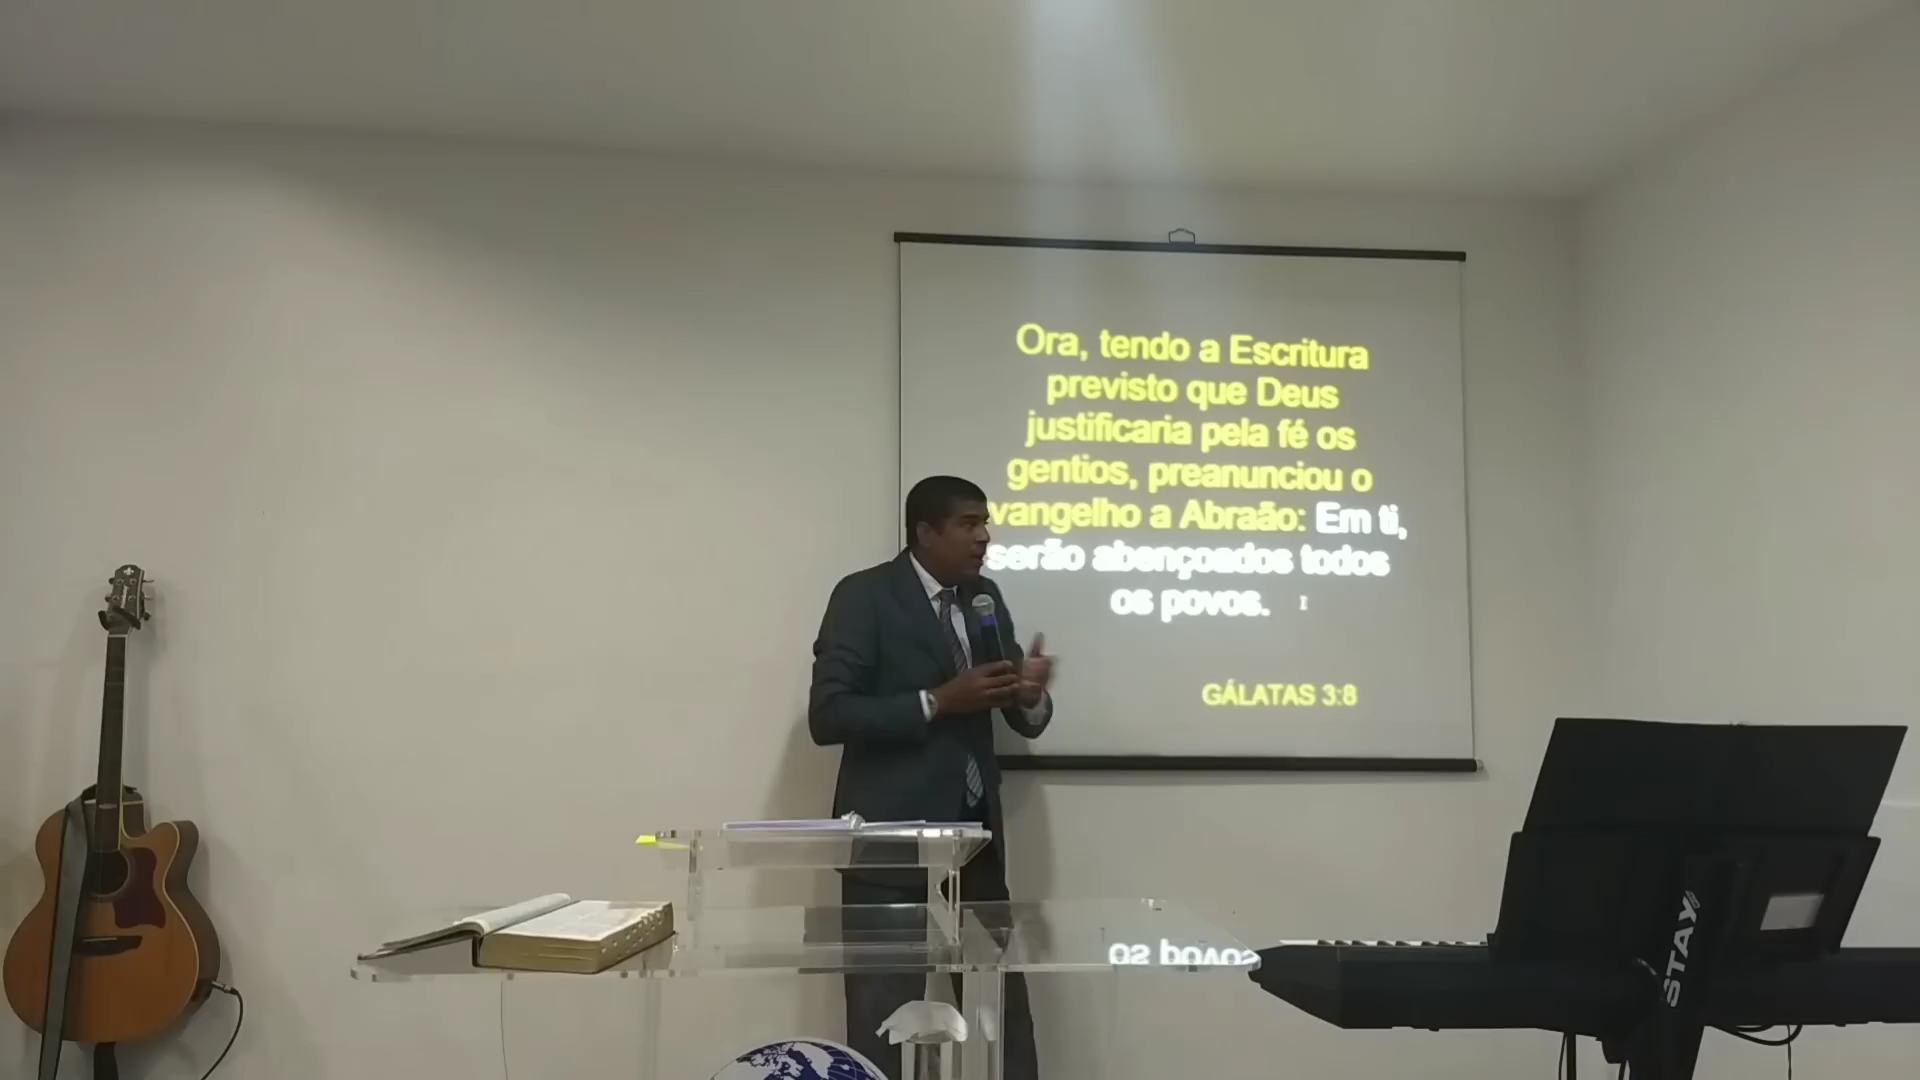 Ora, tendo a Escritura
previsto que Deus
justificaria pela fé os
gentios, preanunciou o
vangelho a Abraão: Em ti,
serão abençoados todos
os povos.
GÁLATAS 3:8
os povos
STAY